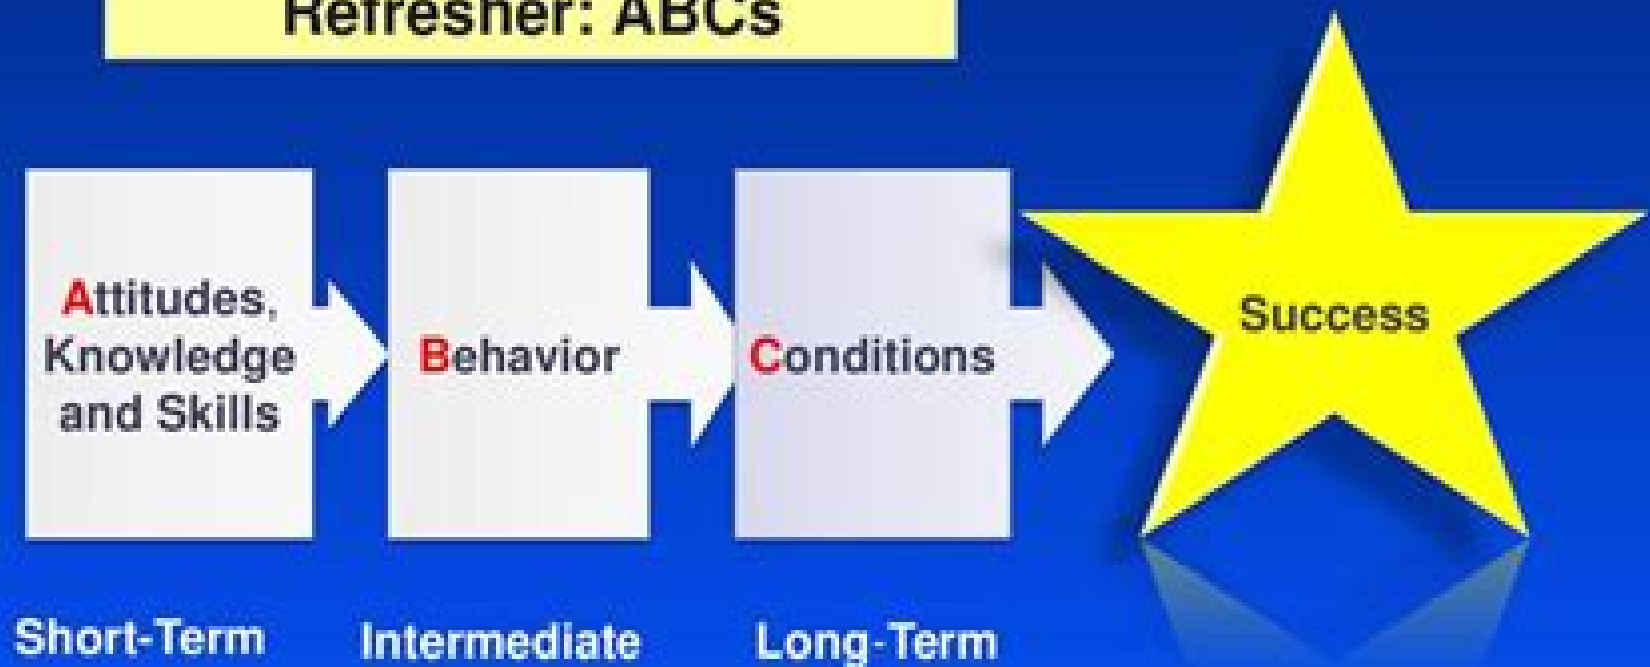 Refresher: ABCs
Attitudes,
Knowledge
and Skills
Behavior
Conditions
Success
Short-Term
Intermediate
Long-Term